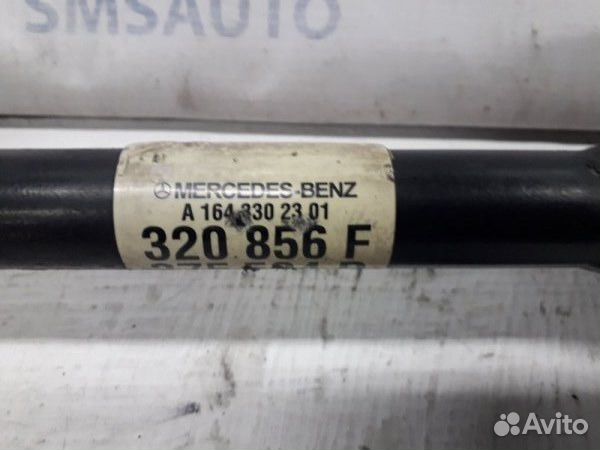 SMSAUTO
MERCEDES-BENZ
A 164 330 23 01
320 856 F
Avito